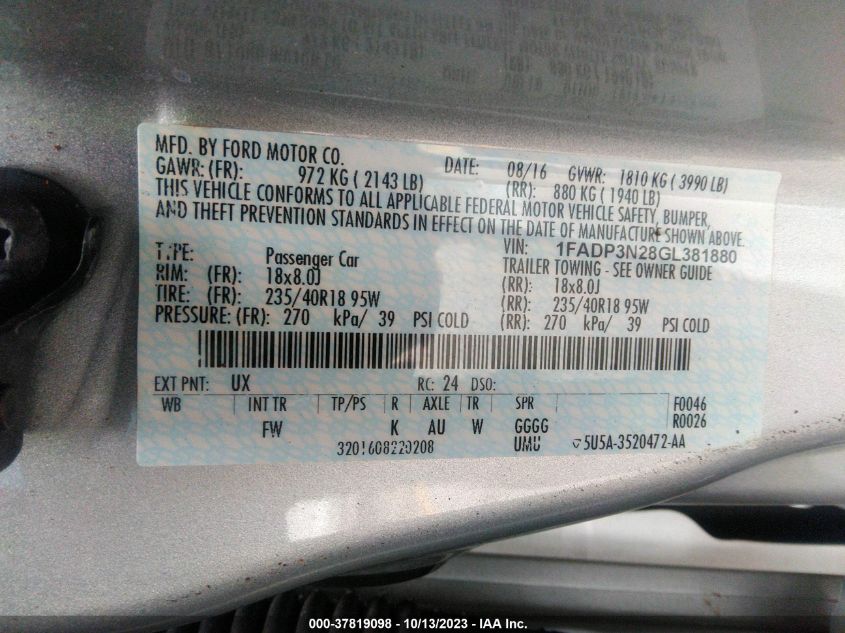 MFD. BY FORD MOTOR CO. DATE: 08/16 GVWR: 1810 KG ( 3990 LB)
GAWR: (FR): 972 KG ( 2143 LB) (RR): 880 KG ( 1940 LB)
THIS VEHICLE CONFORMS TO ALL APPLICABLE FEDERAL MOTOR VEHICLE SAFETY, BUMPER,
AND THEFT PREVENTION STANDARDS IN EFFECT ON THE DATE OF MANUFACTURE SHOWN ABOVE.
VIN: 1FADP3N28GL381880
TYPE: Passenger Car TRAILER TOWING - SEE OWNER GUIDE
RIM: (FR): 18x8.0J (RR): 18x8.0J
TIRE: (FR): 235/40R18 95W (RR): 235/40R18 95W
PRESSURE: (FR): 270 kPa/ 39 PSI COLD (RR): 270 kPa/ 39 PSI COLD
EXT PNT: UX RC: 24 DSO:
WB INT TR TP/PS R AXLE TR SPR F0046
FW K AU W GGGG R0026
3201608220208 UMU 5U5A-3520472-AA
000-37819098 - 10/13/2023 - IAA Inc.